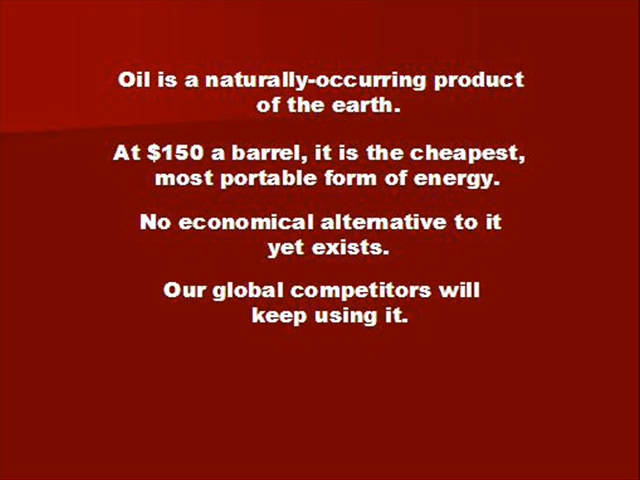 Oil is a naturally-occurring product
of the earth.
At $150 a barrel, it is the cheapest,
most portable form of energy.
No economical alternative to it
yet exists.
Our global competitors will
keep using it.